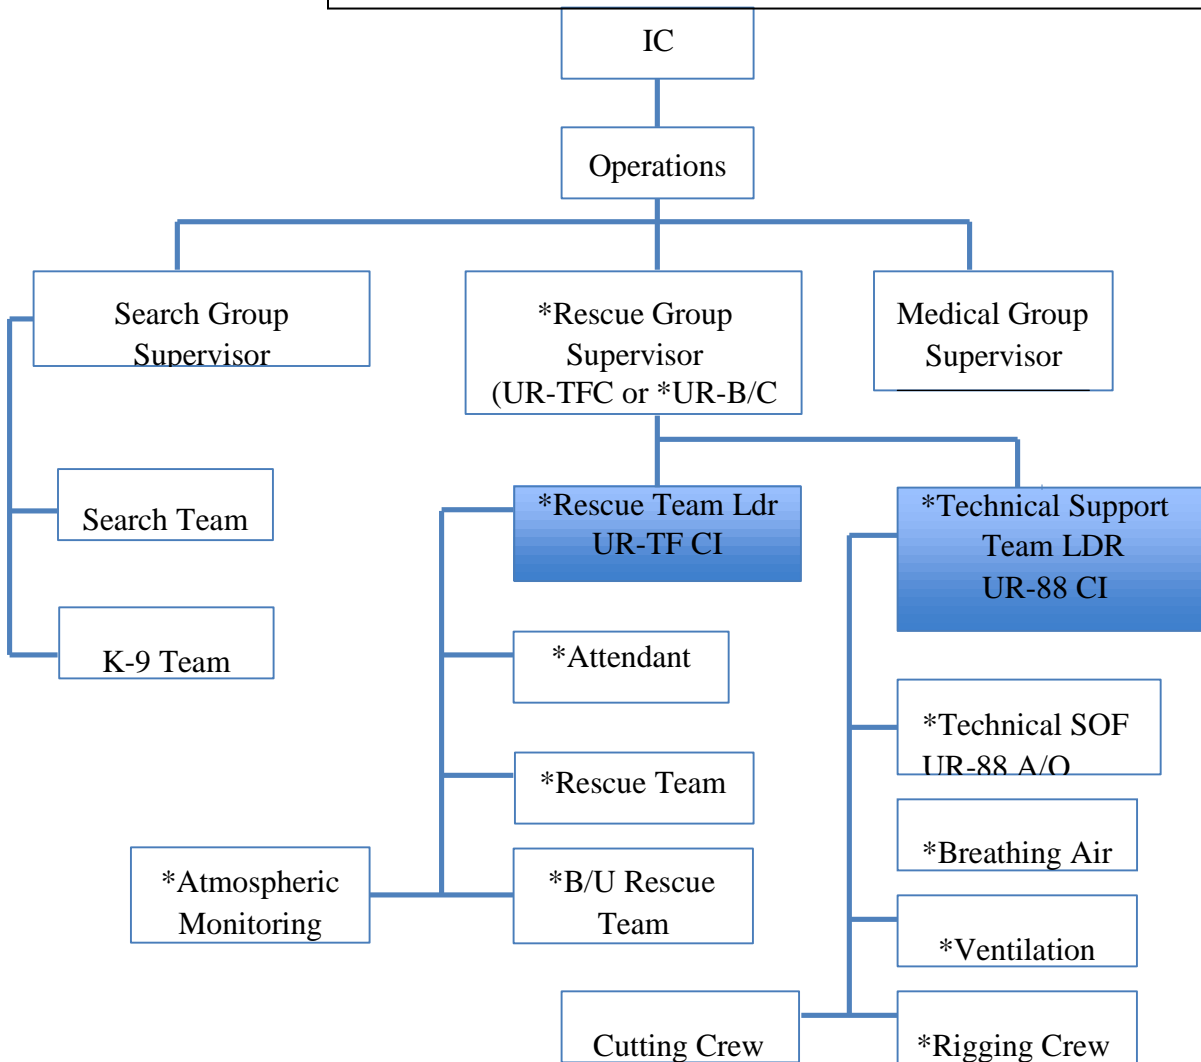 IC
Operations
Search Group
Supervisor
*Rescue Group
Supervisor
(UR-TFC or *UR-B/C
Medical Group
Supervisor
Search Team
K-9 Team
*Rescue Team Ldr
UR-TF CI
*Technical Support
Team LDR
UR-88 CI
*Attendant
*Technical SOF
UR-88 A/O
*Rescue Team
*Breathing Air
*Atmospheric
Monitoring
*B/U Rescue
Team
*Ventilation
Cutting Crew
*Rigging Crew